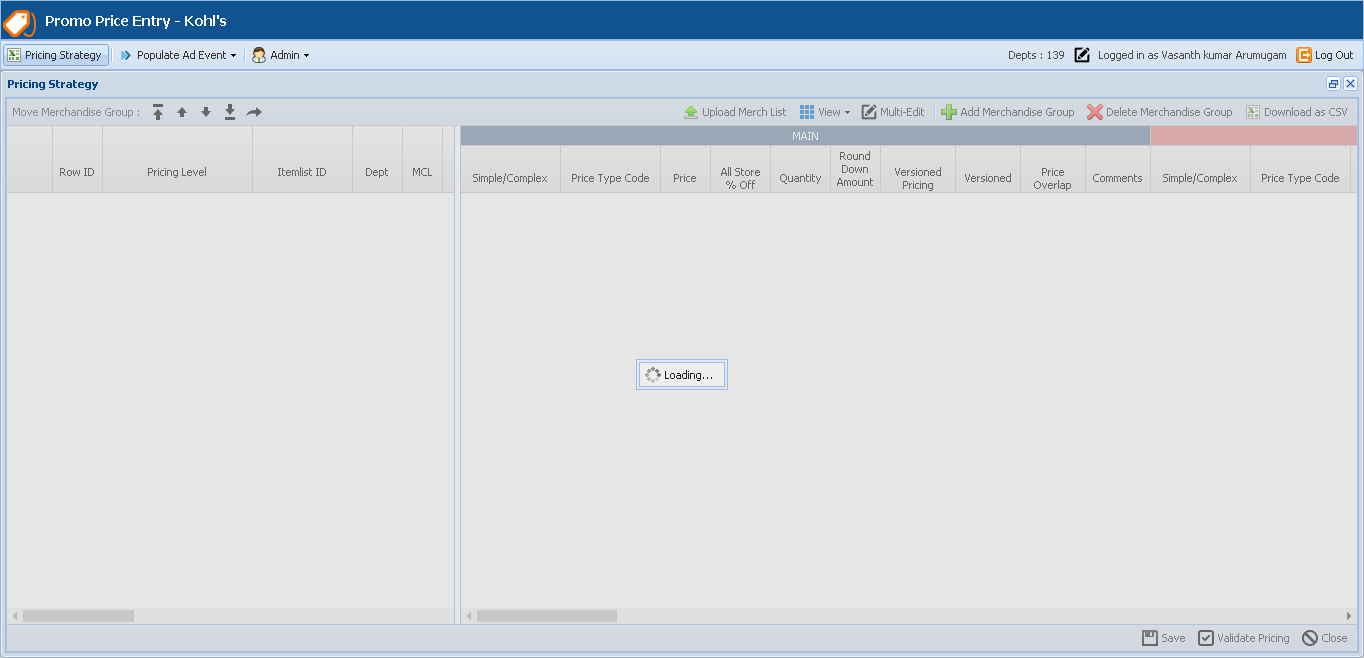 Promo Price Entry - Kohl's
Pricing Strategy Populate Ad Event Admin Depts : 139 Logged in as Vasanth kumar Arumugam Log Out
Pricing Strategy
Move Merchandise Group : Upload Merch List View Multi-Edit Add Merchandise Group Delete Merchandise Group Download as CSV
MAIN
Row ID Pricing Level Itemlist ID Dept MCL Simple/Complex Price Type Code Price All Store % Off Quantity Round Down Amount Versioned Pricing Versioned Price Overlap Comments Simple/Complex Price Type Code
Loading...
Save Validate Pricing Close